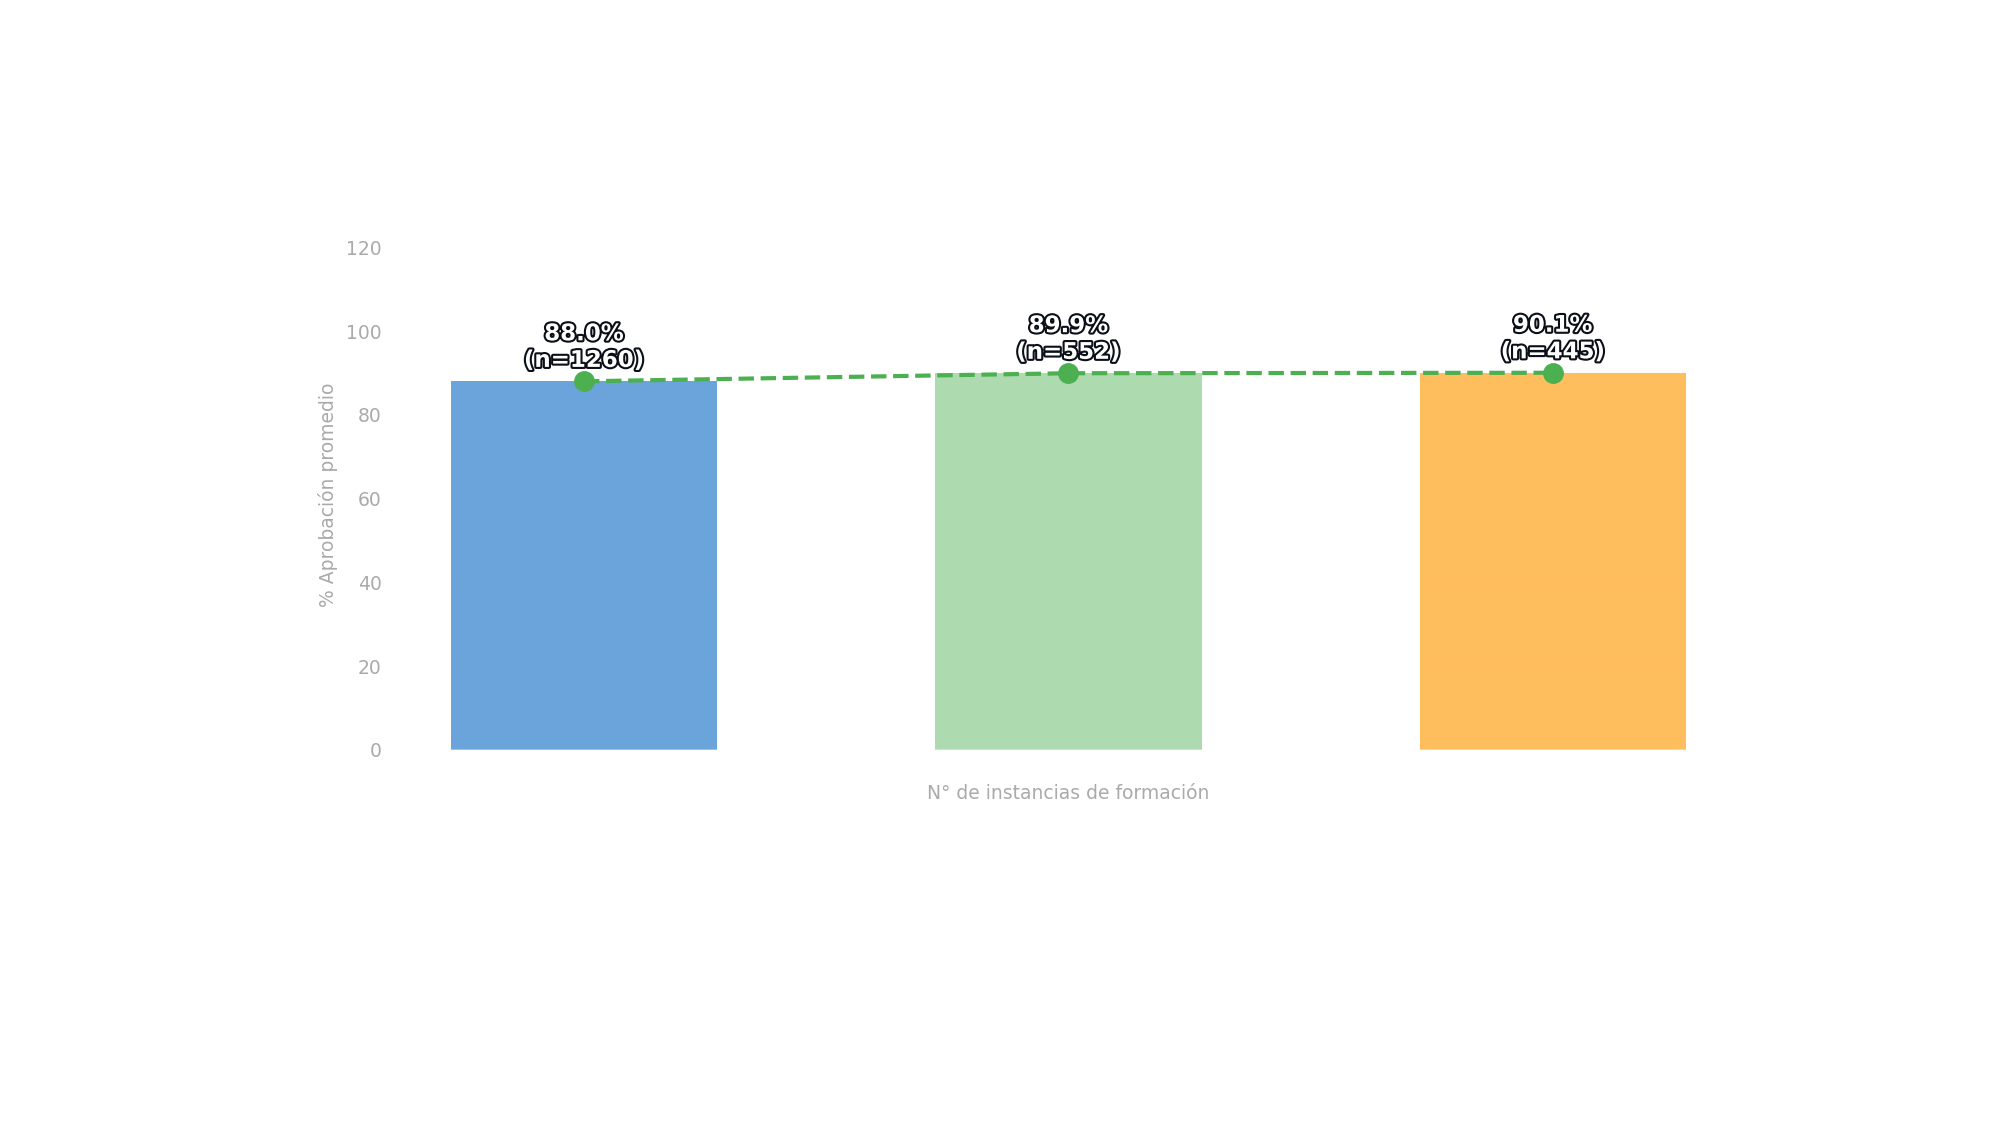 120
100
80
60
40
20
0
% Aprobación promedio
88.0%
(n=1260)
89.9%
(n=552)
90.1%
(n=445)
N° de instancias de formación